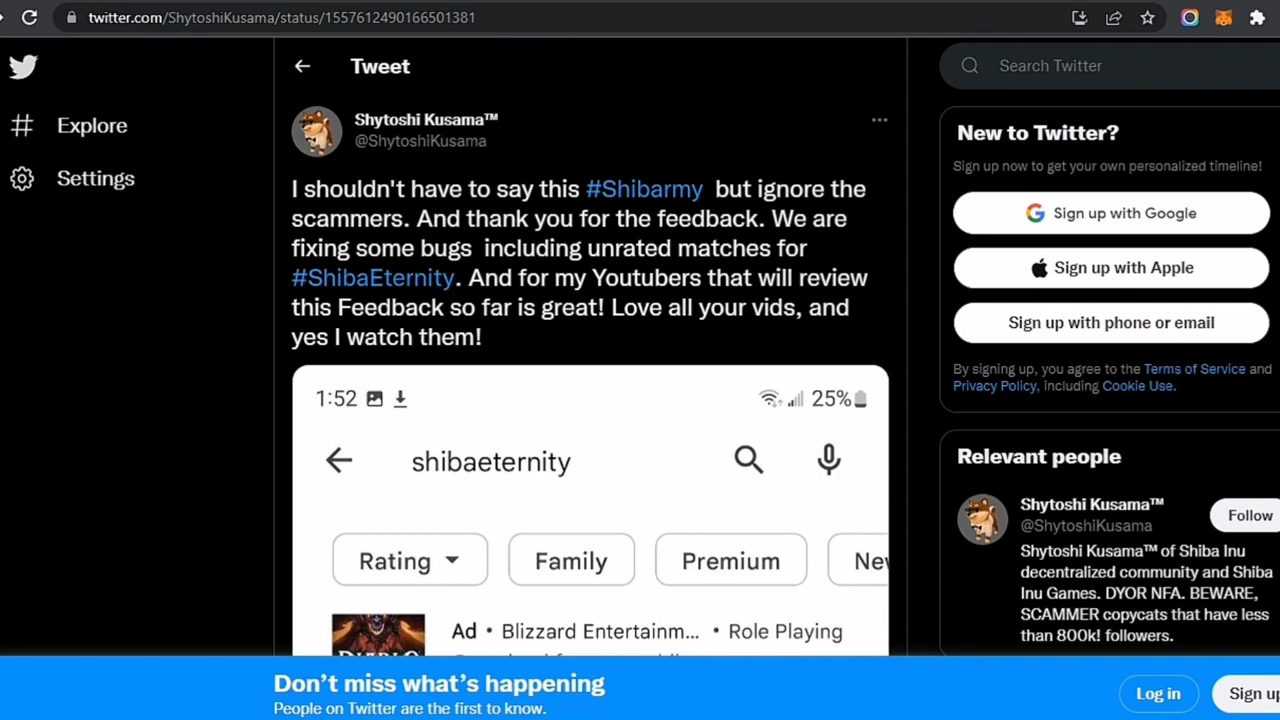 twitter.com/ShytoshiKusama/status/1557612490166501381
Explore
Settings
Tweet
Shytoshi Kusama™
@ShytoshiKusama
I shouldn't have to say this #Shibarmy but ignore the
scammers. And thank you for the feedback. We are
fixing some bugs including unrated matches for
#ShibaEternity. And for my Youtubers that will review
this Feedback so far is great! Love all your vids, and
yes I watch them!
1:52
25%
shibaeternity
Rating
Family
Premium
Ad • Blizzard Entertainm... • Role Playing
Search Twitter
New to Twitter?
Sign up now to get your own personalized timeline!
Sign up with Google
Sign up with Apple
Sign up with phone or email
By signing up, you agree to the Terms of Service and
Privacy Policy, including Cookie Use.
Relevant people
Shytoshi Kusama™
@ShytoshiKusama
Follow
Shytoshi Kusama™ of Shiba Inu
decentralized community and Shiba
Inu Games. DYOR NFA. BEWARE,
SCAMMER copycats that have less
than 800k! followers.
Don't miss what's happening
People on Twitter are the first to know.
Log in
Sign up